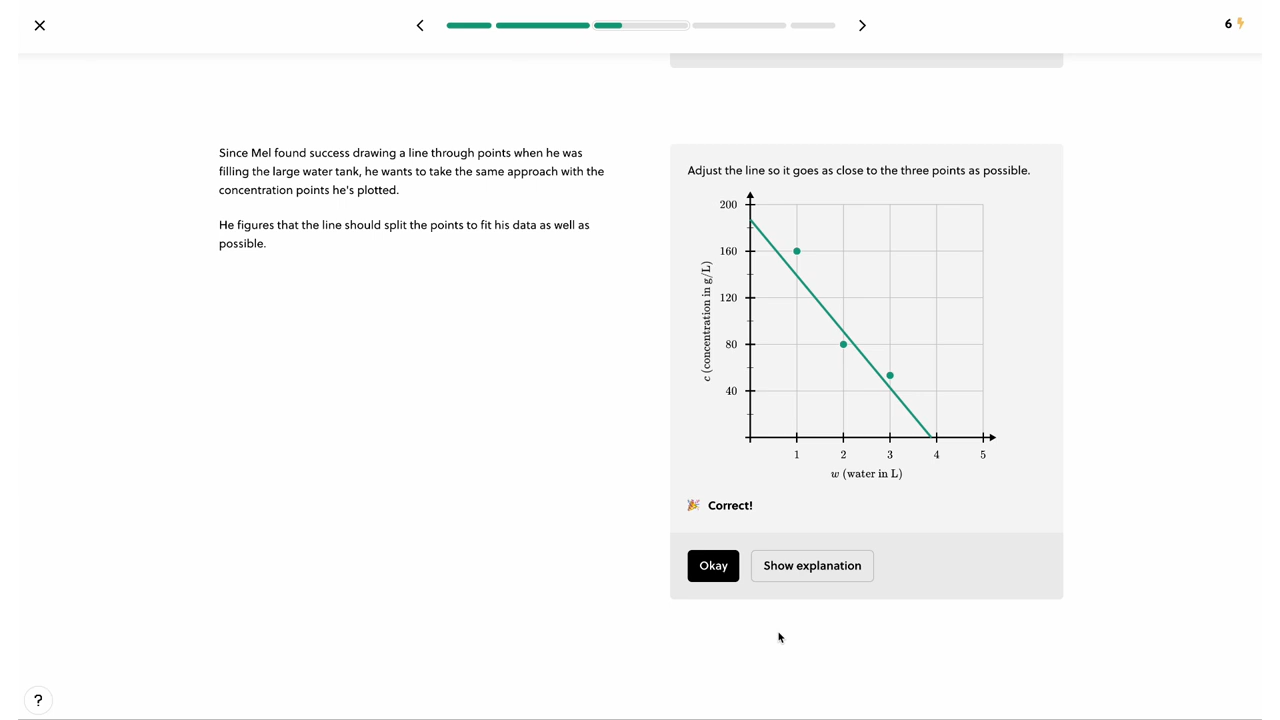 6
Since Mel found success drawing a line through points when he was
filling the large water tank, he wants to take the same approach with the
concentration points he's plotted.
He figures that the line should split the points to fit his data as well as
possible.
Adjust the line so it goes as close to the three points as possible.
200
160
120
80
40
c (concentration in g/L)
1 2 3 4 5
w (water in L)
Correct!
Okay Show explanation
?